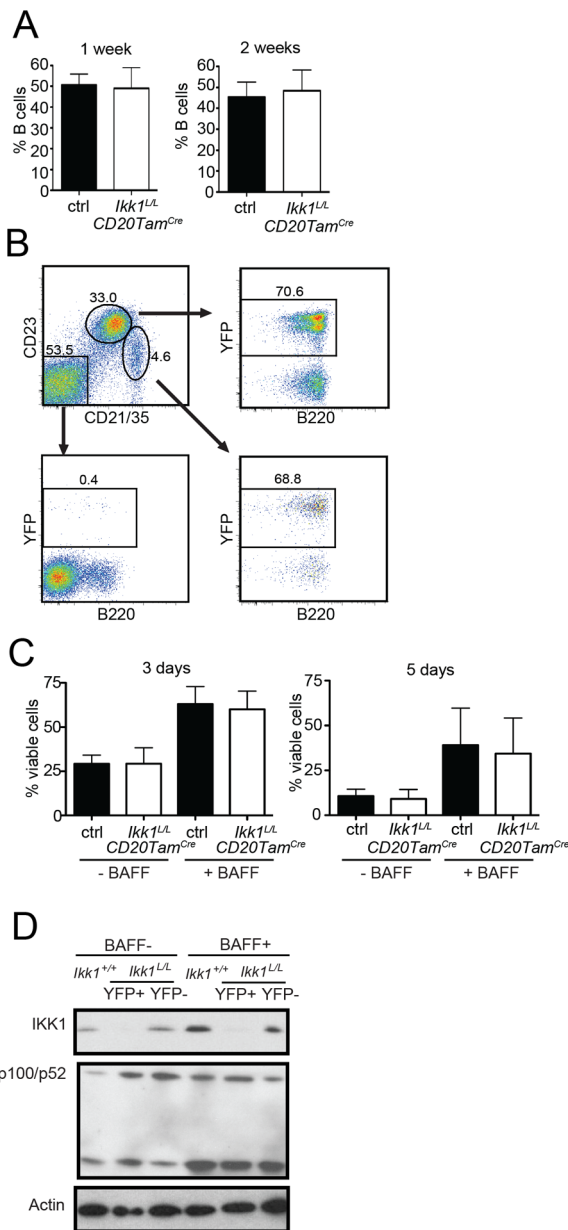 A
1 week
2 weeks
60
50
40
30
20
10
0
% B cells
ctrl
Ikk1L/L
CD20TamCre
60
50
40
30
20
10
0
% B cells
ctrl
Ikk1L/L
CD20TamCre
B
33.0
4.6
53.5
CD23
CD21/35
70.6
YFP
B220
0.4
YFP
B220
68.8
YFP
B220
C
3 days
75
50
25
0
% viable cells
ctrl
Ikk1L/L
CD20TamCre
ctrl
Ikk1L/L
CD20TamCre
- BAFF
+ BAFF
5 days
75
50
25
0
% viable cells
ctrl
Ikk1L/L
CD20TamCre
ctrl
Ikk1L/L
CD20TamCre
- BAFF
+ BAFF
D
BAFF- BAFF+
Ikk1+/+ Ikk1L/L Ikk1+/+ Ikk1L/L
YFP+ YFP- YFP+ YFP-
IKK1
p100/p52
Actin